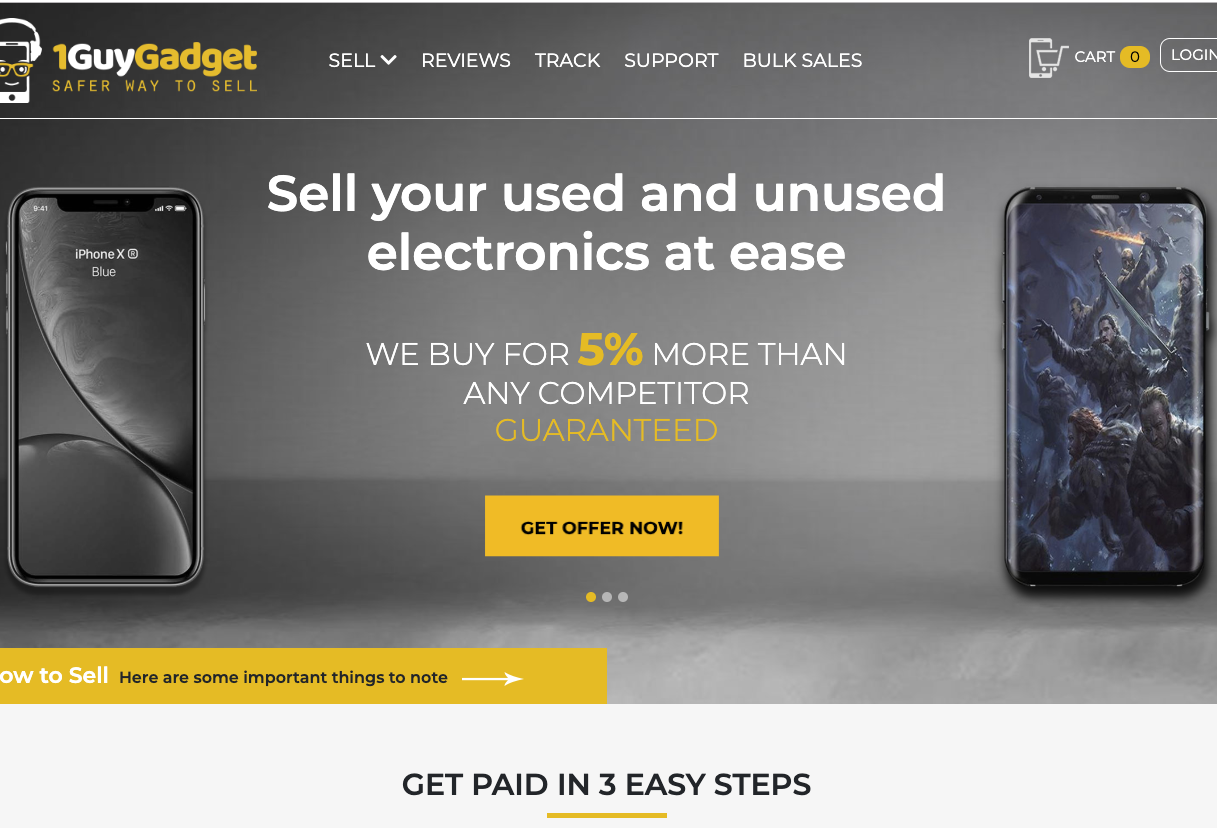 1GuyGadget
SAFER WAY TO SELL
SELL
REVIEWS
TRACK
SUPPORT
BULK SALES
CART 0
LOGIN
Sell your used and unused
electronics at ease
9:41
iPhone X R
Blue
WE BUY FOR 5% MORE THAN
ANY COMPETITOR
GUARANTEED
GET OFFER NOW!
ow to Sell Here are some important things to note
GET PAID IN 3 EASY STEPS